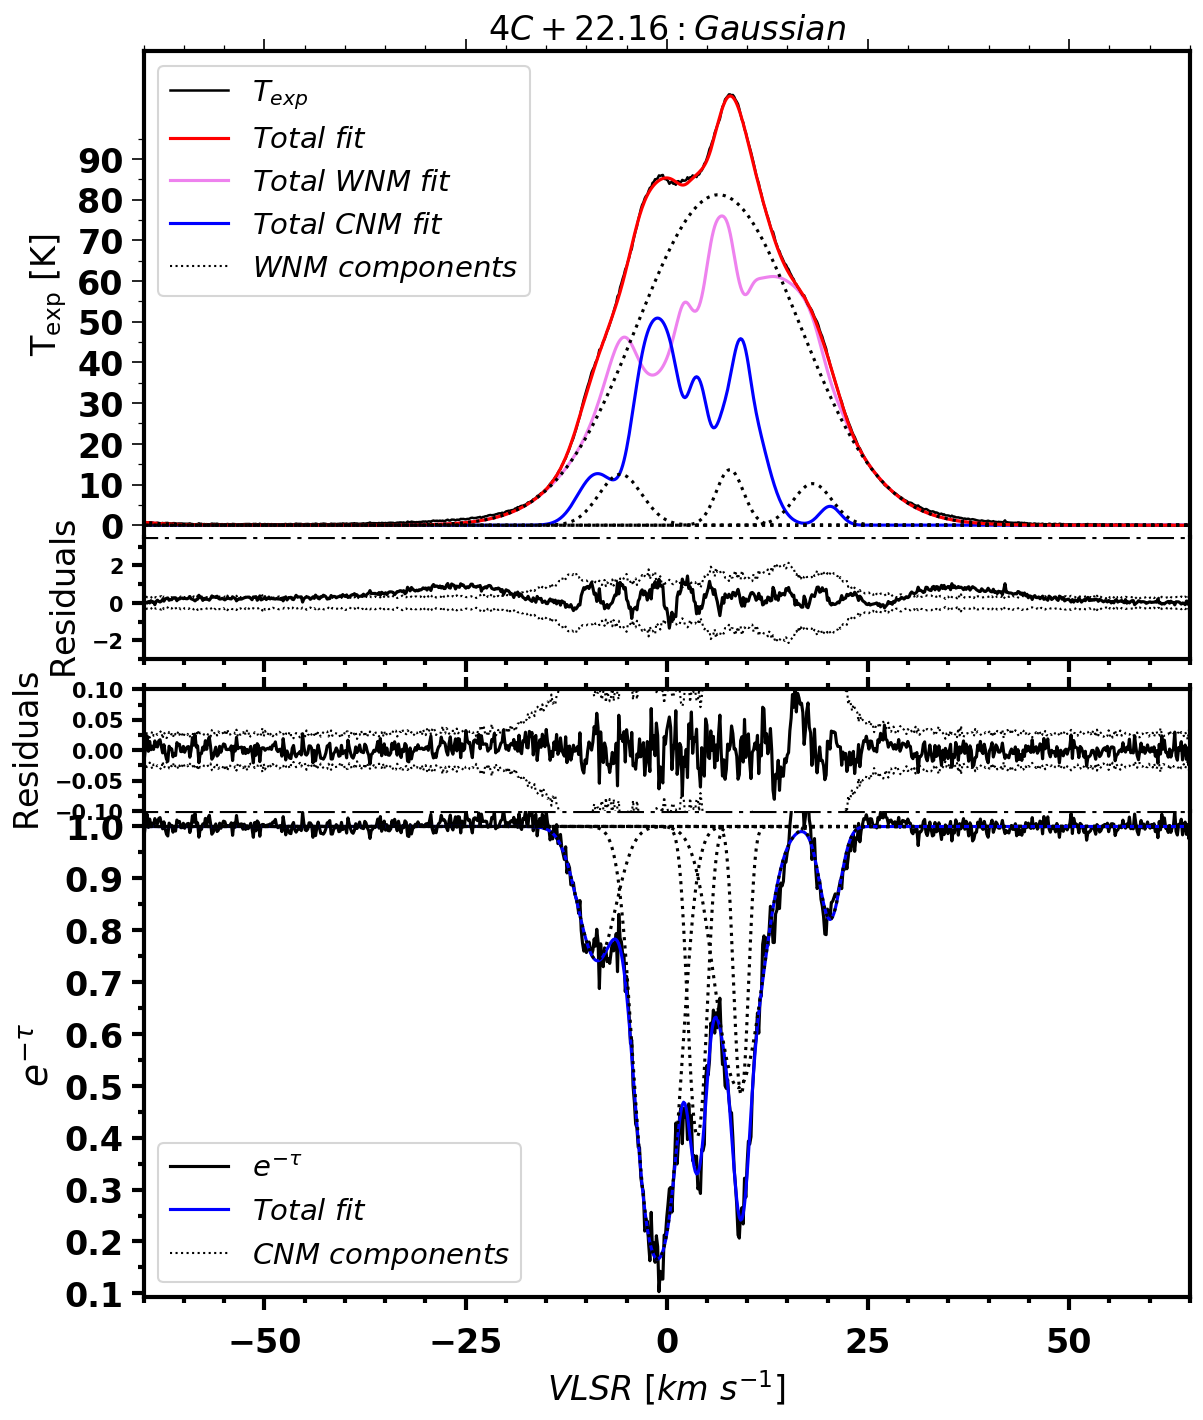 4C + 22.16 : Gaussian
T_exp
Total fit
Total WNM fit
Total CNM fit
WNM components
T_exp [K]
90
80
70
60
50
40
30
20
10
0
Residuals
2
0
−2
Residuals
0.10
0.05
0.00
−0.05
−0.10
1.0
0.9
0.8
0.7
0.6
0.5
0.4
0.3
0.2
0.1
e^{−τ}
e^{−τ}
Total fit
CNM components
−50 −25 0 25 50
VLSR [km s^{−1}]